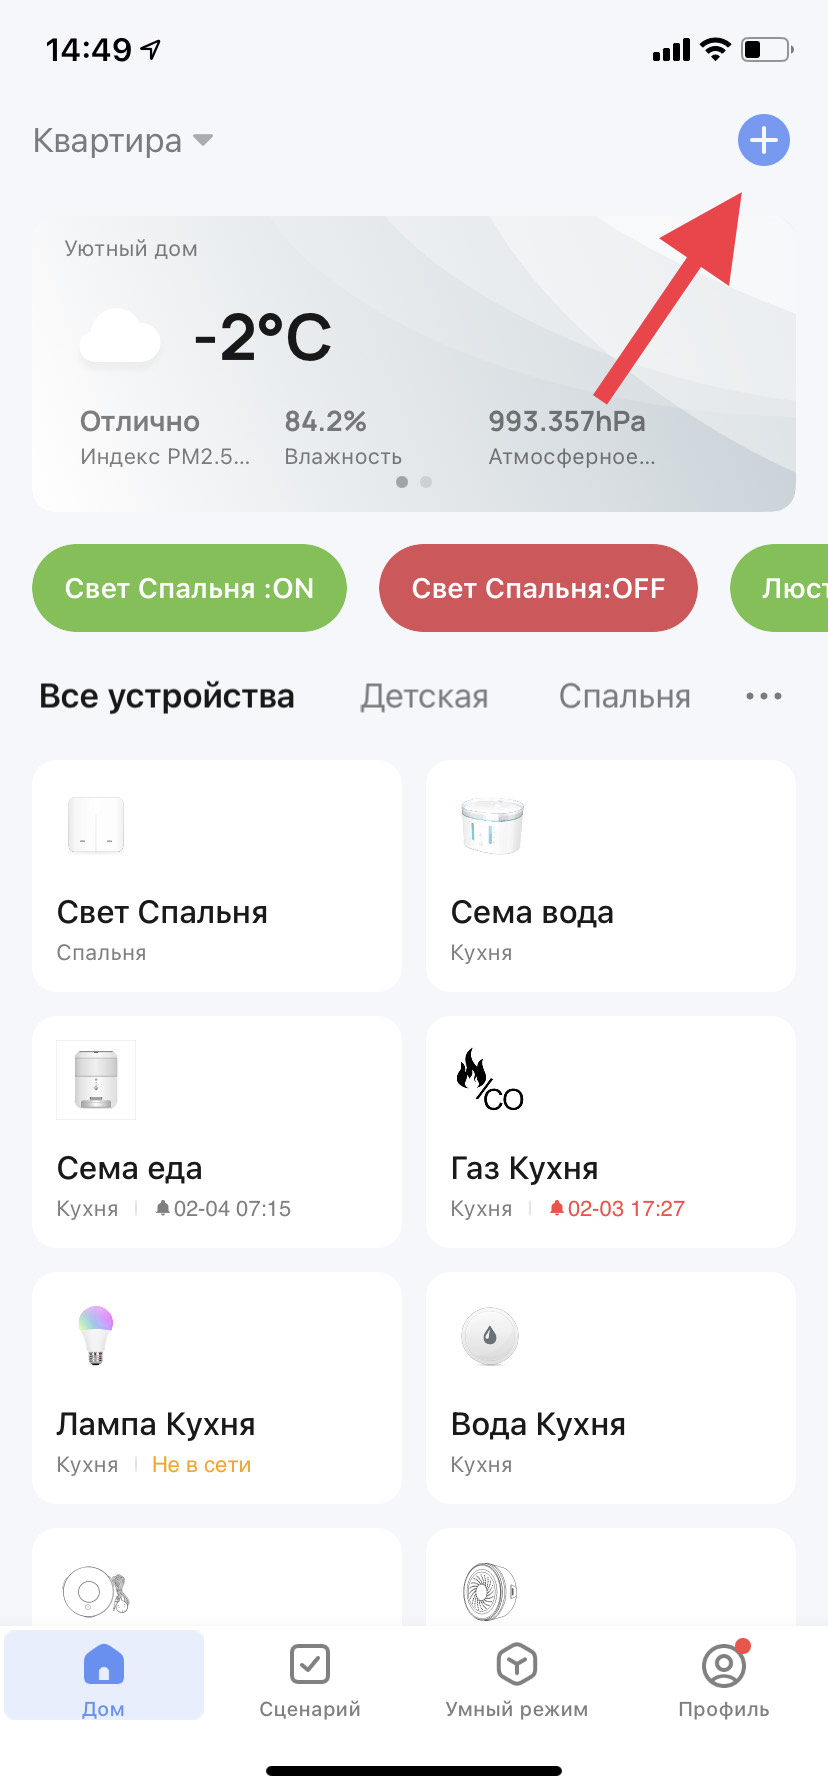 14:49
Квартира
Уютный дом
-2°C
Отлично 84.2% 993.357hPa
Индекс PM2.5... Влажность Атмосферное...
Свет Спальня :ON Свет Спальня:OFF Люст
Все устройства Детская Спальня ...
Свет Спальня
Спальня
Сема вода
Кухня
Сема еда
Кухня | 02-04 07:15
CO
Газ Кухня
Кухня | 02-03 17:27
Лампа Кухня
Кухня | Не в сети
Вода Кухня
Кухня
Дом Сценарий Умный режим Профиль